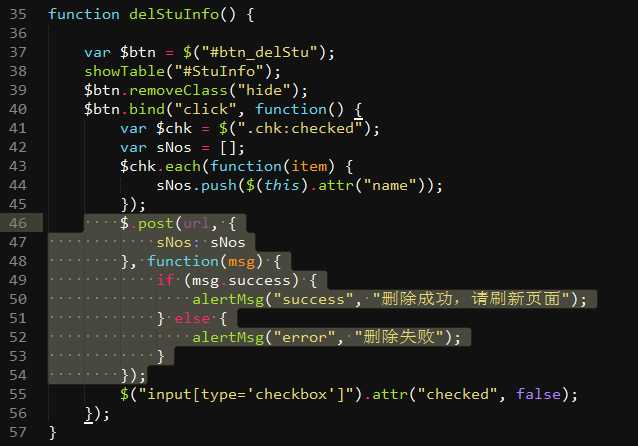 35 function delStuInfo() {
36
37     var $btn = $("#btn_delStu");
38     showTable("#StuInfo");
39     $btn.removeClass("hide");
40     $btn.bind("click", function() {
41         var $chk = $(".chk:checked");
42         var sNos = [];
43         $chk.each(function(item) {
44             sNos.push($(this).attr("name"));
45         });
46         $.post(url, {
47             sNos: sNos
48         }, function(msg) {
49             if (msg.success) {
50                 alertMsg("success", "删除成功，请刷新页面");
51             } else {
52                 alertMsg("error", "删除失败");
53             }
54         });
55         $("input[type='checkbox']").attr("checked", false);
56     });
57 }